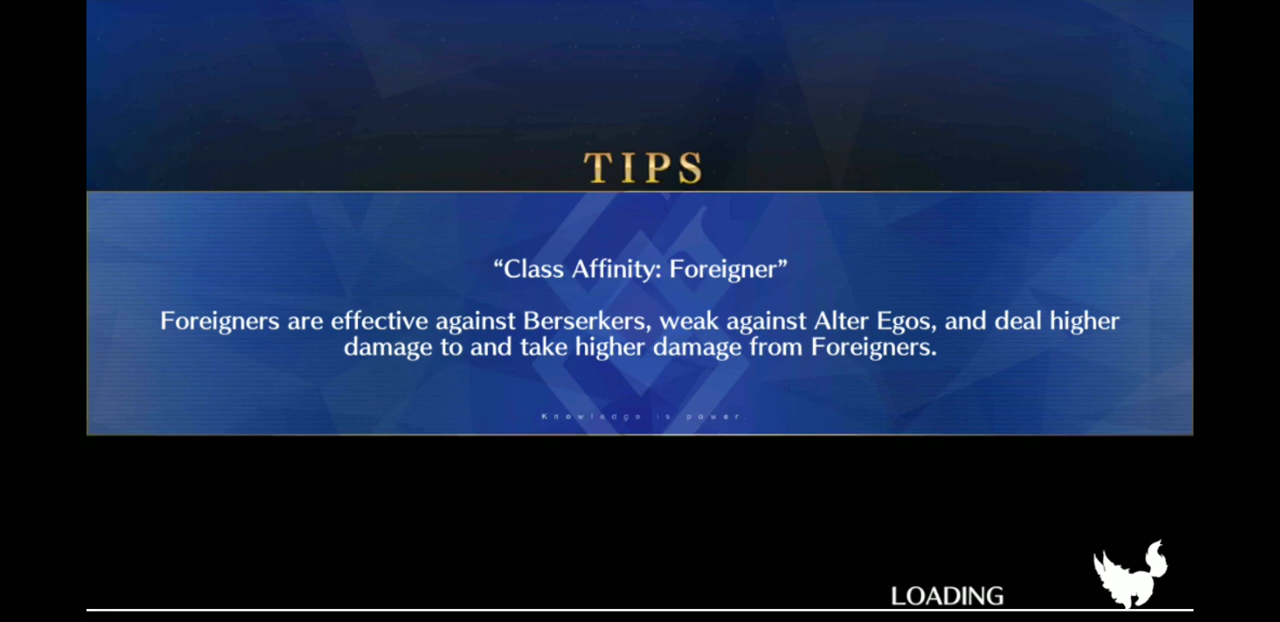 TIPS
“Class Affinity: Foreigner”
Foreigners are effective against Berserkers, weak against Alter Egos, and deal higher
damage to and take higher damage from Foreigners.
Knowledge is power.
LOADING